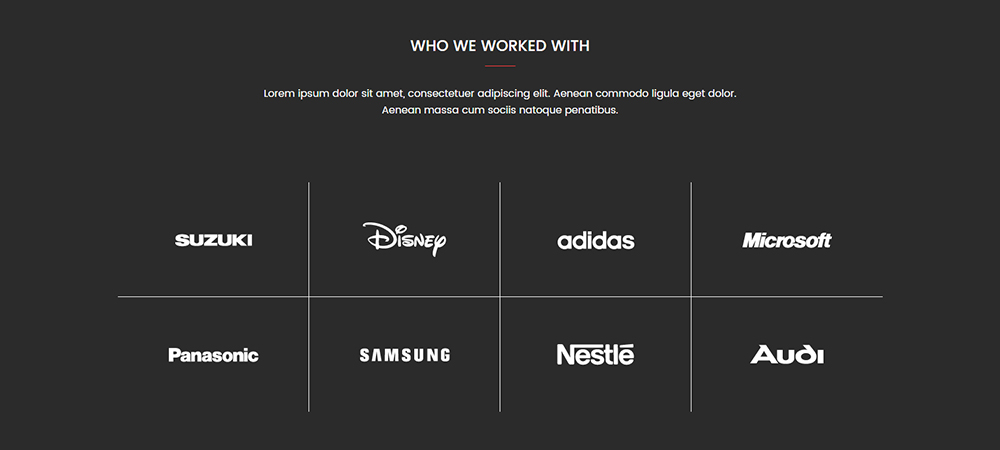 WHO WE WORKED WITH
Lorem ipsum dolor sit amet, consectetuer adipiscing elit. Aenean commodo ligula eget dolor.
Aenean massa cum sociis natoque penatibus.
SUZUKI
Disney
adidas
Microsoft
Panasonic
SAMSUNG
Nestlé
Audi